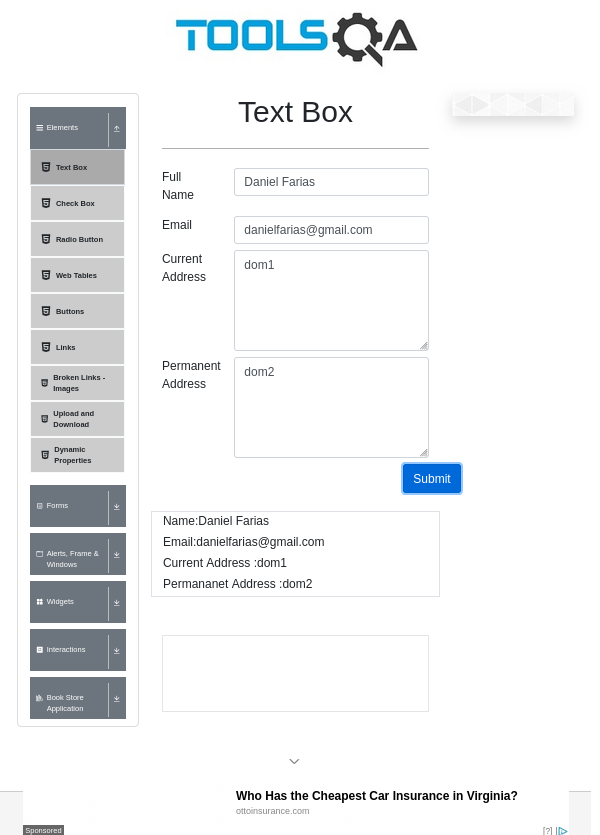 TOOLSQA
Elements
Text Box
Check Box
Radio Button
Web Tables
Buttons
Links
Broken Links -
Images
Upload and
Download
Dynamic
Properties
Forms
Alerts, Frame &
Windows
Widgets
Interactions
Book Store
Application
Text Box
Full
Name
Daniel Farias
Email
danielfarias@gmail.com
Current
Address
dom1
Permanent
Address
dom2
Submit
Name:Daniel Farias
Email:danielfarias@gmail.com
Current Address :dom1
Permananet Address :dom2
Who Has the Cheapest Car Insurance in Virginia?
ottoinsurance.com
Sponsored
[?]